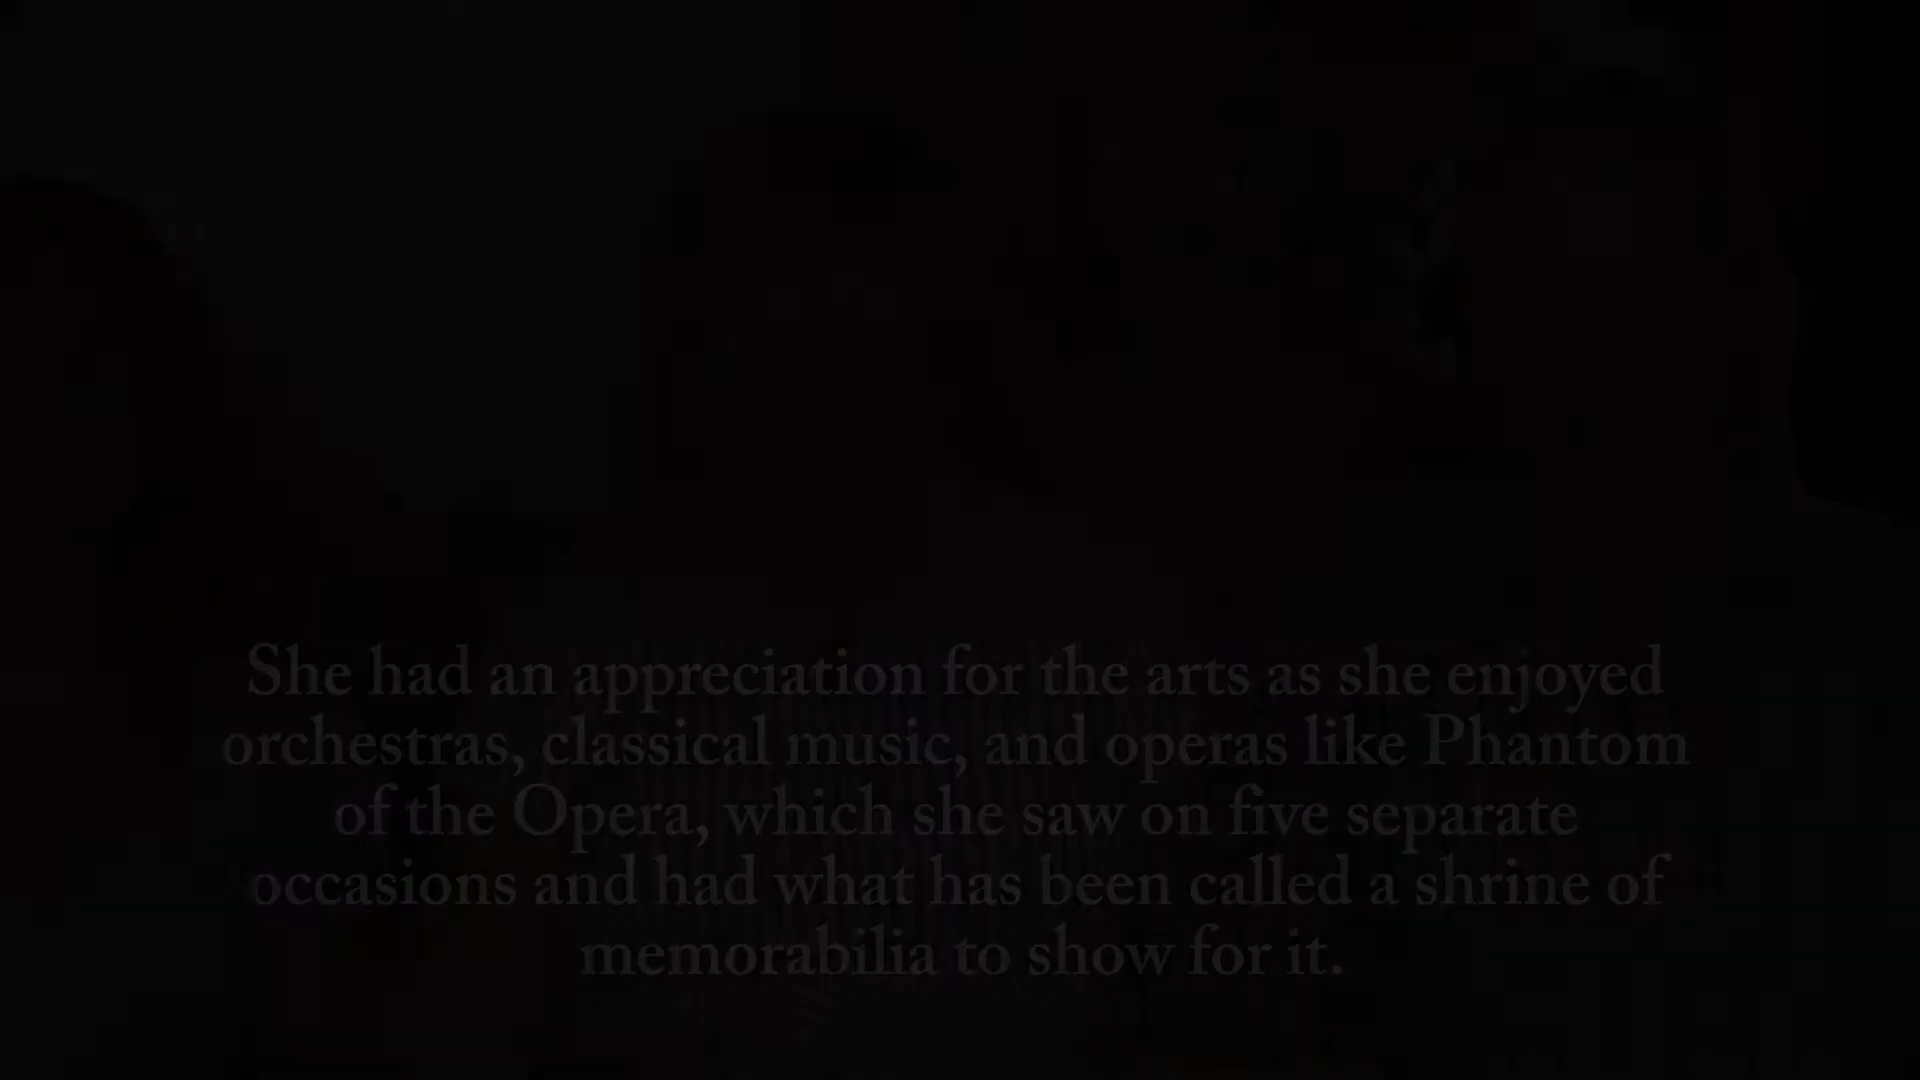 She had an appreciation for the arts as she enjoyed
orchestras, classical music, and operas like Phantom
of the Opera, which she saw on five separate
occasions and had what has been called a shrine of
memorabilia to show for it.